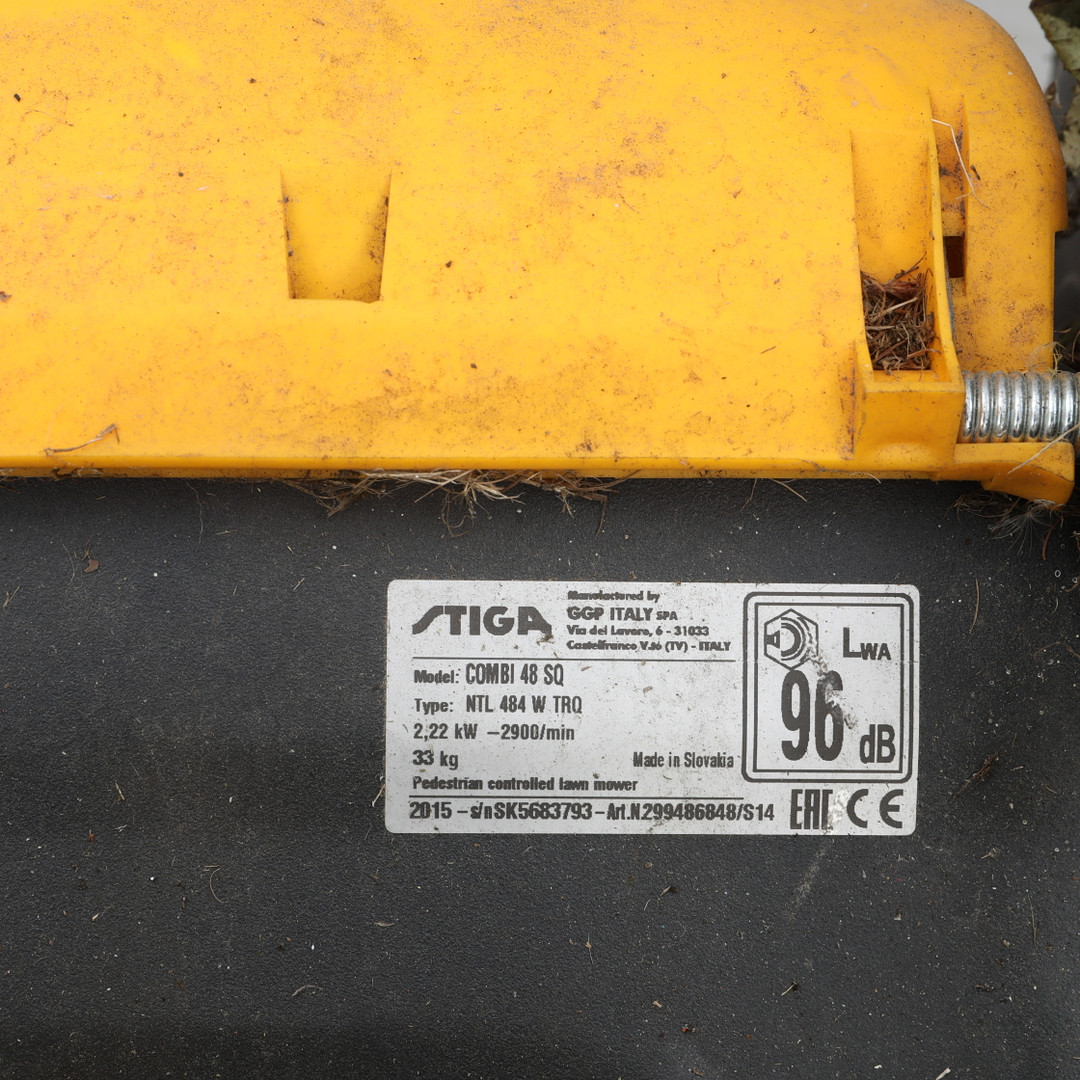 STIGA
Manufactured by
GGP ITALY SPA
Via del Lavoro, 6 - 31033
Castelfranco V.to (TV) - ITALY
Model: COMBI 48 SQ
Type: NTL 484 W TRQ
2,22 kW –2900/min
33 kg
Made in Slovakia
Pedestrian controlled lawn mower
2015 – s/n SK5683793 – Art.N.299486848/S14
LWA
96 dB
EAC CE